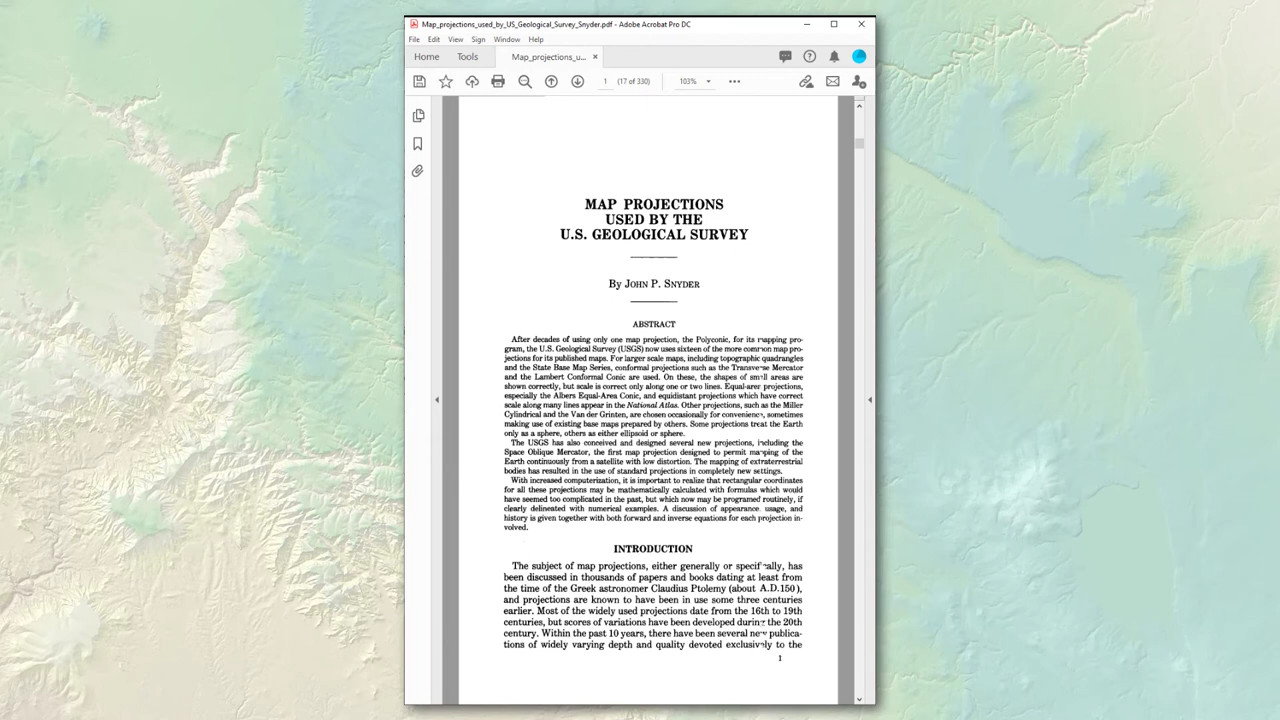 Map_projections_used_by_US_Geological_Survey_Snyder.pdf - Adobe Acrobat Pro DC
File Edit View Sign Window Help
Home Tools Map_projections_u...
1 (17 of 330) 103%
MAP PROJECTIONS
USED BY THE
U.S. GEOLOGICAL SURVEY
By JOHN P. SNYDER
ABSTRACT
After decades of using only one map projection, the Polyconic, for its mapping pro-
gram, the U.S. Geological Survey (USGS) now uses sixteen of the more common map pro-
jections for its published maps. For larger scale maps, including topographic quadrangles
and the State Base Map Series, conformal projections such as the Transverse Mercator
and the Lambert Conformal Conic are used. On these, the shapes of small areas are
shown correctly, but scale is correct only along one or two lines. Equal-area projections,
especially the Albers Equal-Area Conic, and equidistant projections which have correct
scale along many lines appear in the National Atlas. Other projections, such as the Miller
Cylindrical and the Van der Grinten, are chosen occasionally for convenience, sometimes
making use of existing base maps prepared by others. Some projections treat the Earth
only as a sphere, others as either ellipsoid or sphere.
The USGS has also conceived and designed several new projections, including the
Space Oblique Mercator, the first map projection designed to permit mapping of the
Earth continuously from a satellite with low distortion. The mapping of extraterrestrial
bodies has resulted in the use of standard projections in completely new settings.
With increased computerization, it is important to realize that rectangular coordinates
for all these projections may be mathematically calculated with formulas which would
have seemed too complicated in the past, but which now may be programed routinely, if
clearly delineated with numerical examples. A discussion of appearance, usage, and
history is given together with both forward and inverse equations for each projection in-
volved.
INTRODUCTION
The subject of map projections, either generally or specifically, has
been discussed in thousands of papers and books dating at least from
the time of the Greek astronomer Claudius Ptolemy (about A.D. 150),
and projections are known to have been in use some three centuries
earlier. Most of the widely used projections date from the 16th to 19th
centuries, but scores of variations have been developed during the 20th
century. Within the past 10 years, there have been several new publica-
tions of widely varying depth and quality devoted exclusively to the
1